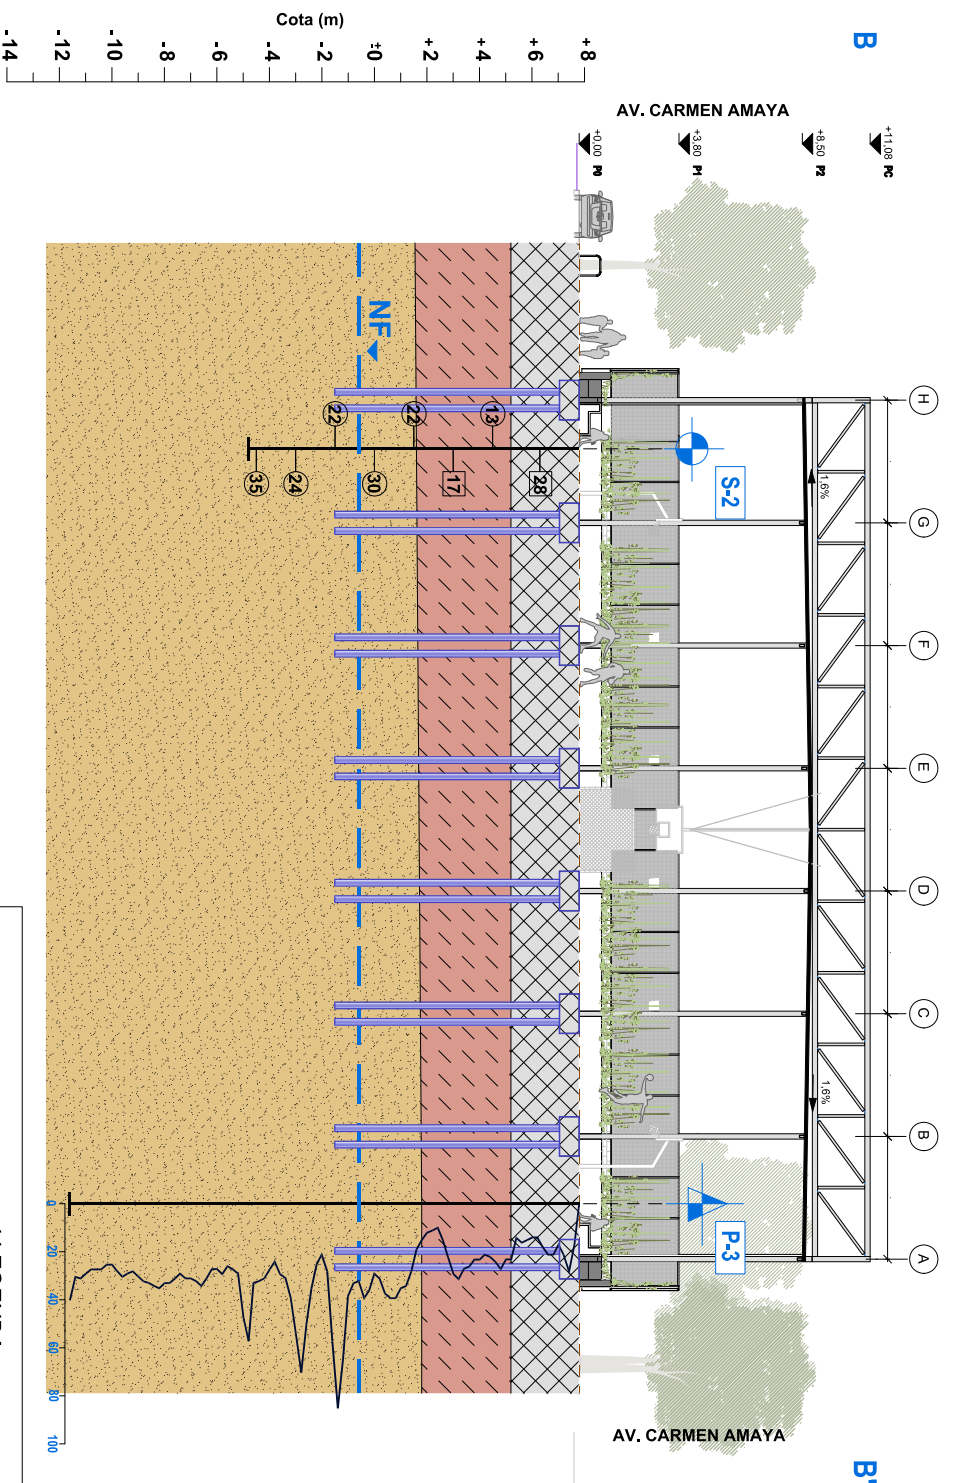 B
B'
AV. CARMEN AMAYA
AV. CARMEN AMAYA
+11,08 PC
+8,50 P2
+3,80 P1
+0,00 P0
H
G
F
E
D
C
B
A
1,6%
1,6%
S-2
P-3
NF
28
13
17
22
30
22
24
35
Cota (m)
+8
+6
+4
+2
±0
-2
-4
-6
-8
-10
-12
-14
0
20
40
60
80
100